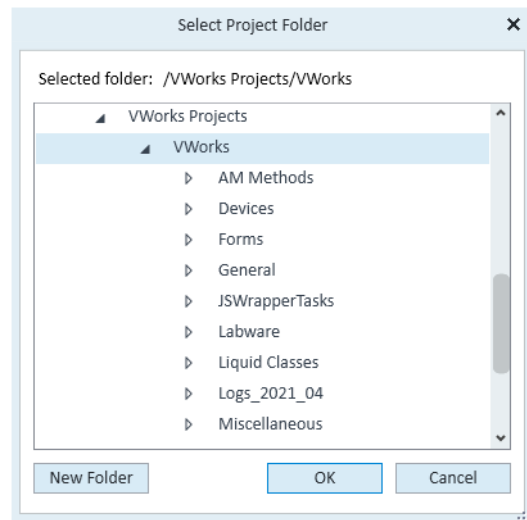 Select Project Folder
Selected folder: /VWorks Projects/VWorks
VWorks Projects
VWorks
AM Methods
Devices
Forms
General
JSWrapperTasks
Labware
Liquid Classes
Logs_2021_04
Miscellaneous
New Folder OK Cancel